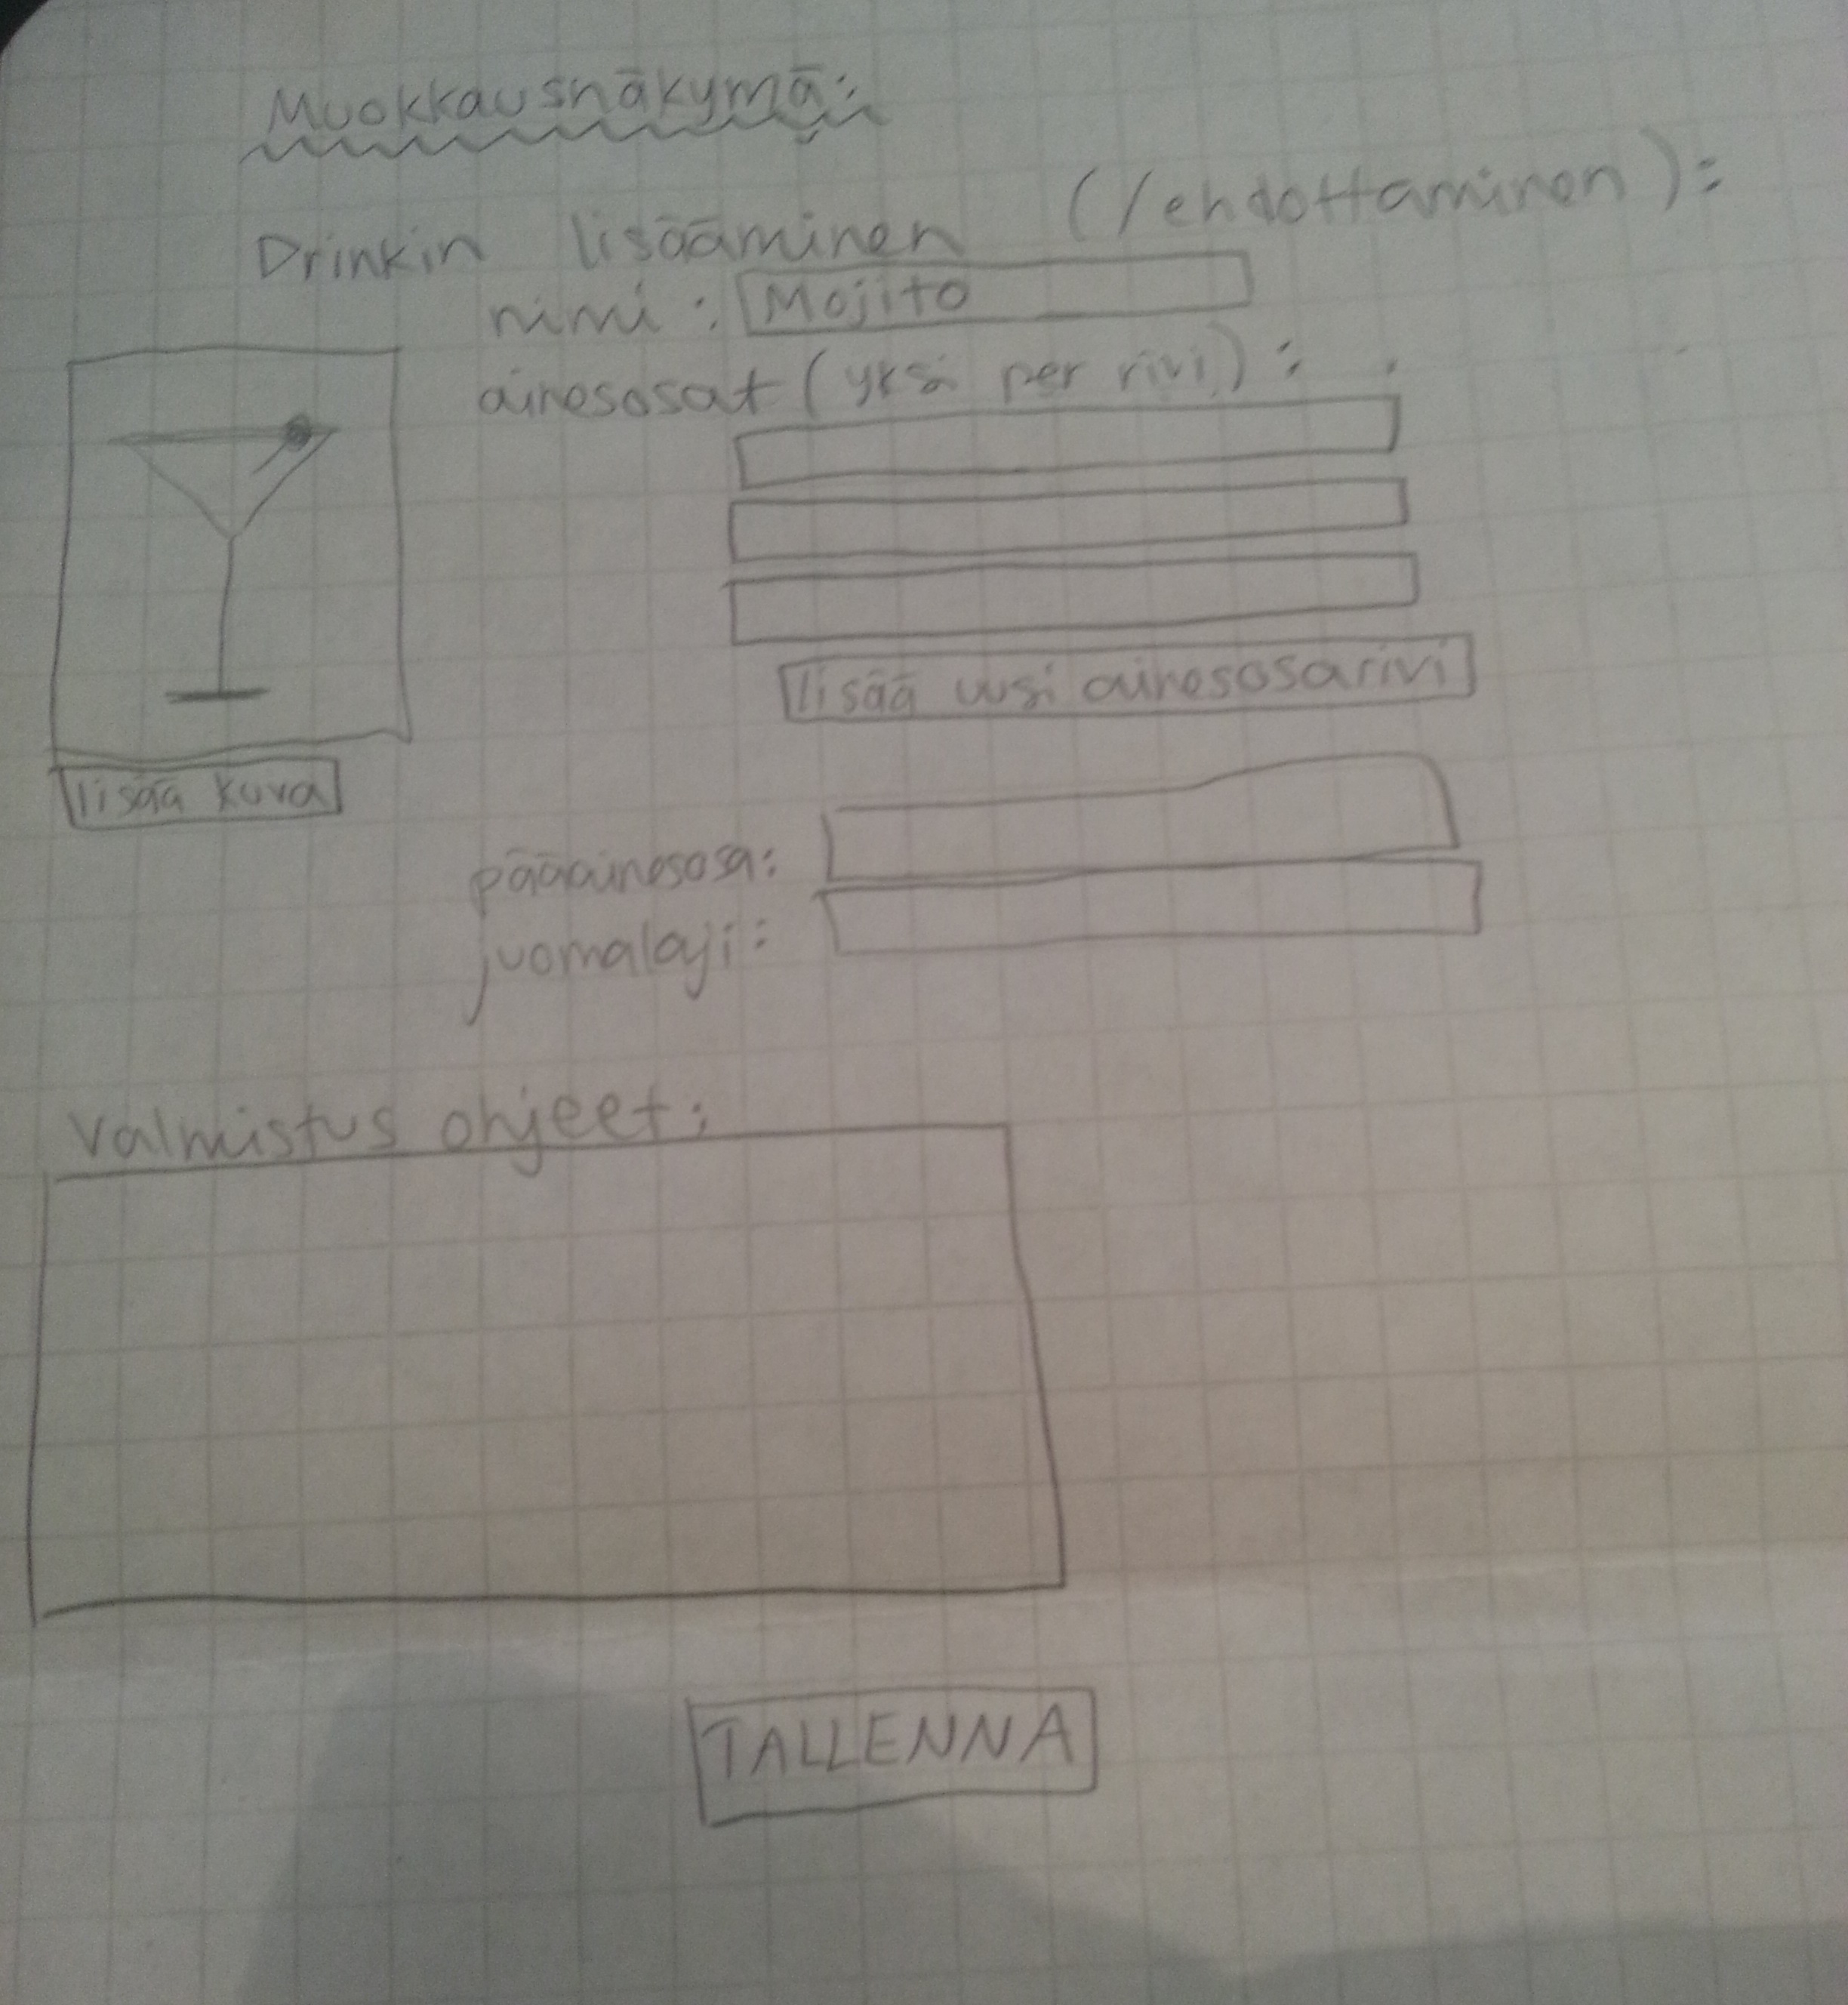 Muokkausnäkymä:
Drinkin lisääminen (/ehdottaminen):
nimi: Mojito
ainesosat (yksi per rivi):
lisää uusi ainesosarivi
lisää kuva
pääainesosa:
juomalaji:
Valmistus ohjeet:
TALLENNA